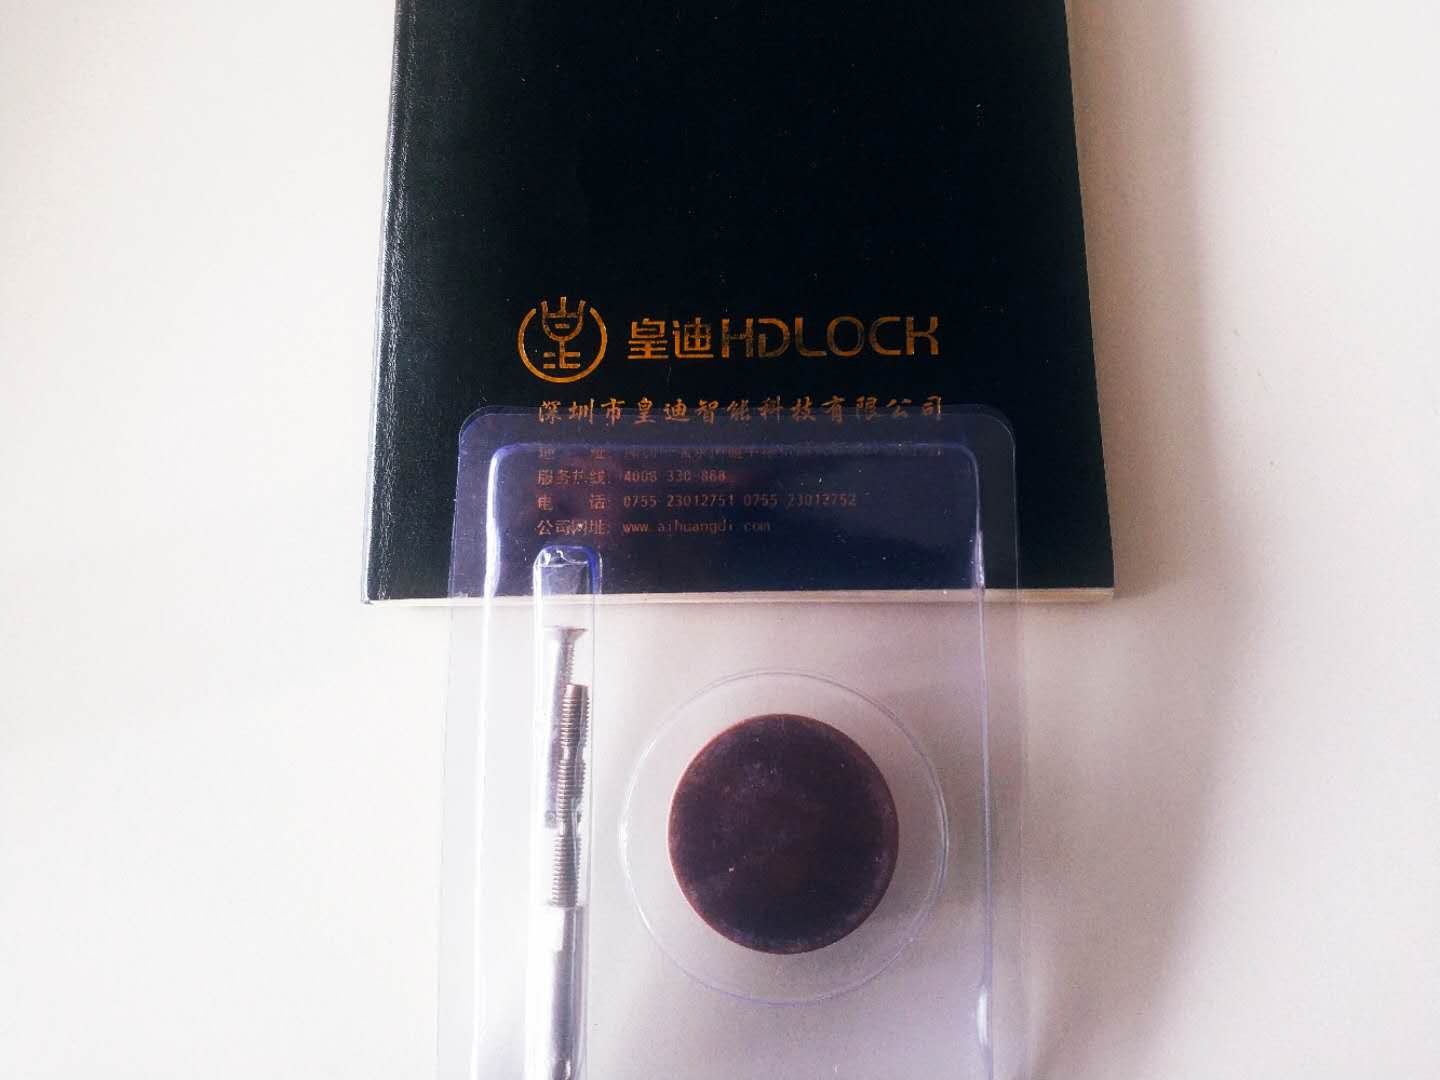 皇迪HDLOCK
深圳市皇迪智能科技有限公司
地 址:
服务热线: 4008-330-868
电 话: 0755-23012751 0755-23012752
公司网址: www.aihuangdi.com